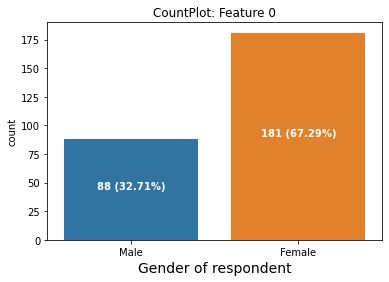 CountPlot: Feature 0
175
150
125
100
75
50
25
0
count
88 (32.71%)
181 (67.29%)
Male
Female
Gender of respondent